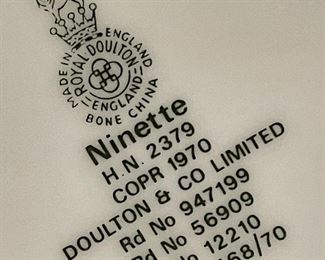 MADE IN ENGLAND
ROYAL DOULTON
ENGLAND
BONE CHINA
Ninette
H.N. 2379
COPR 1970
DOULTON & CO LIMITED
Rd No 947199
Rd No 56909
No 12210
168/70